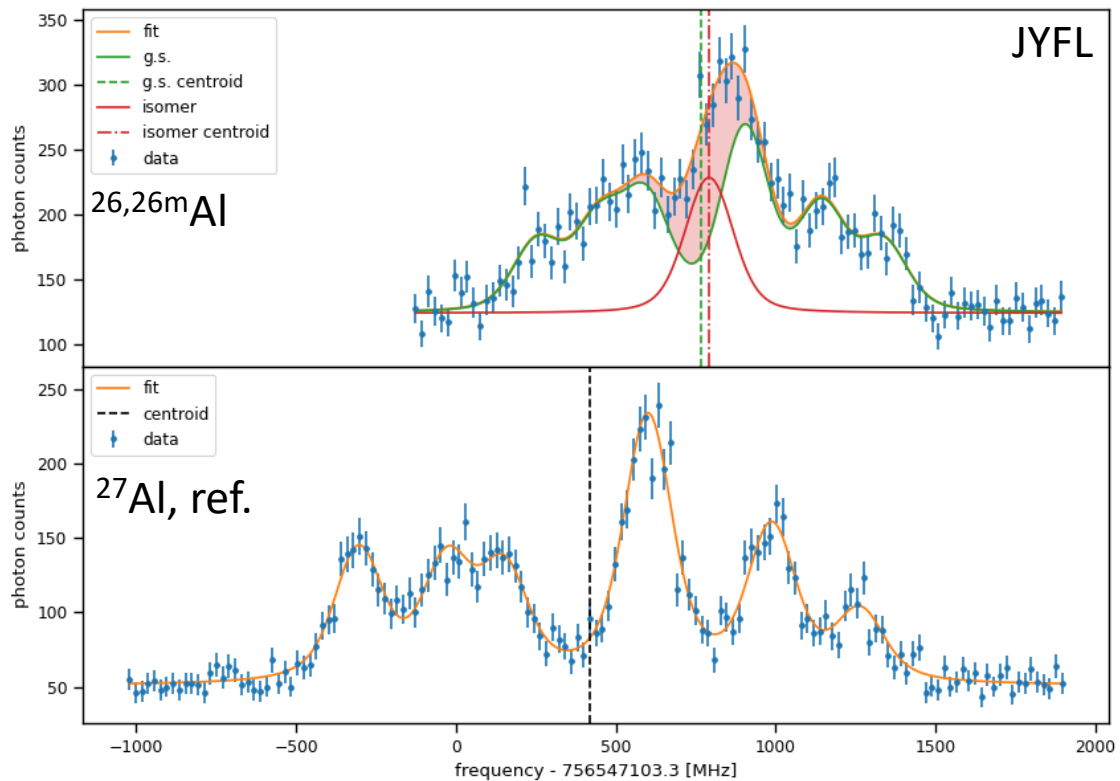 JYFL
fit
g.s.
g.s. centroid
isomer
isomer centroid
data
26,26mAl
photon counts
350
300
250
200
150
100
fit
centroid
data
27Al, ref.
photon counts
250
200
150
100
50
−1000 −500 0 500 1000 1500 2000
frequency - 756547103.3 [MHz]